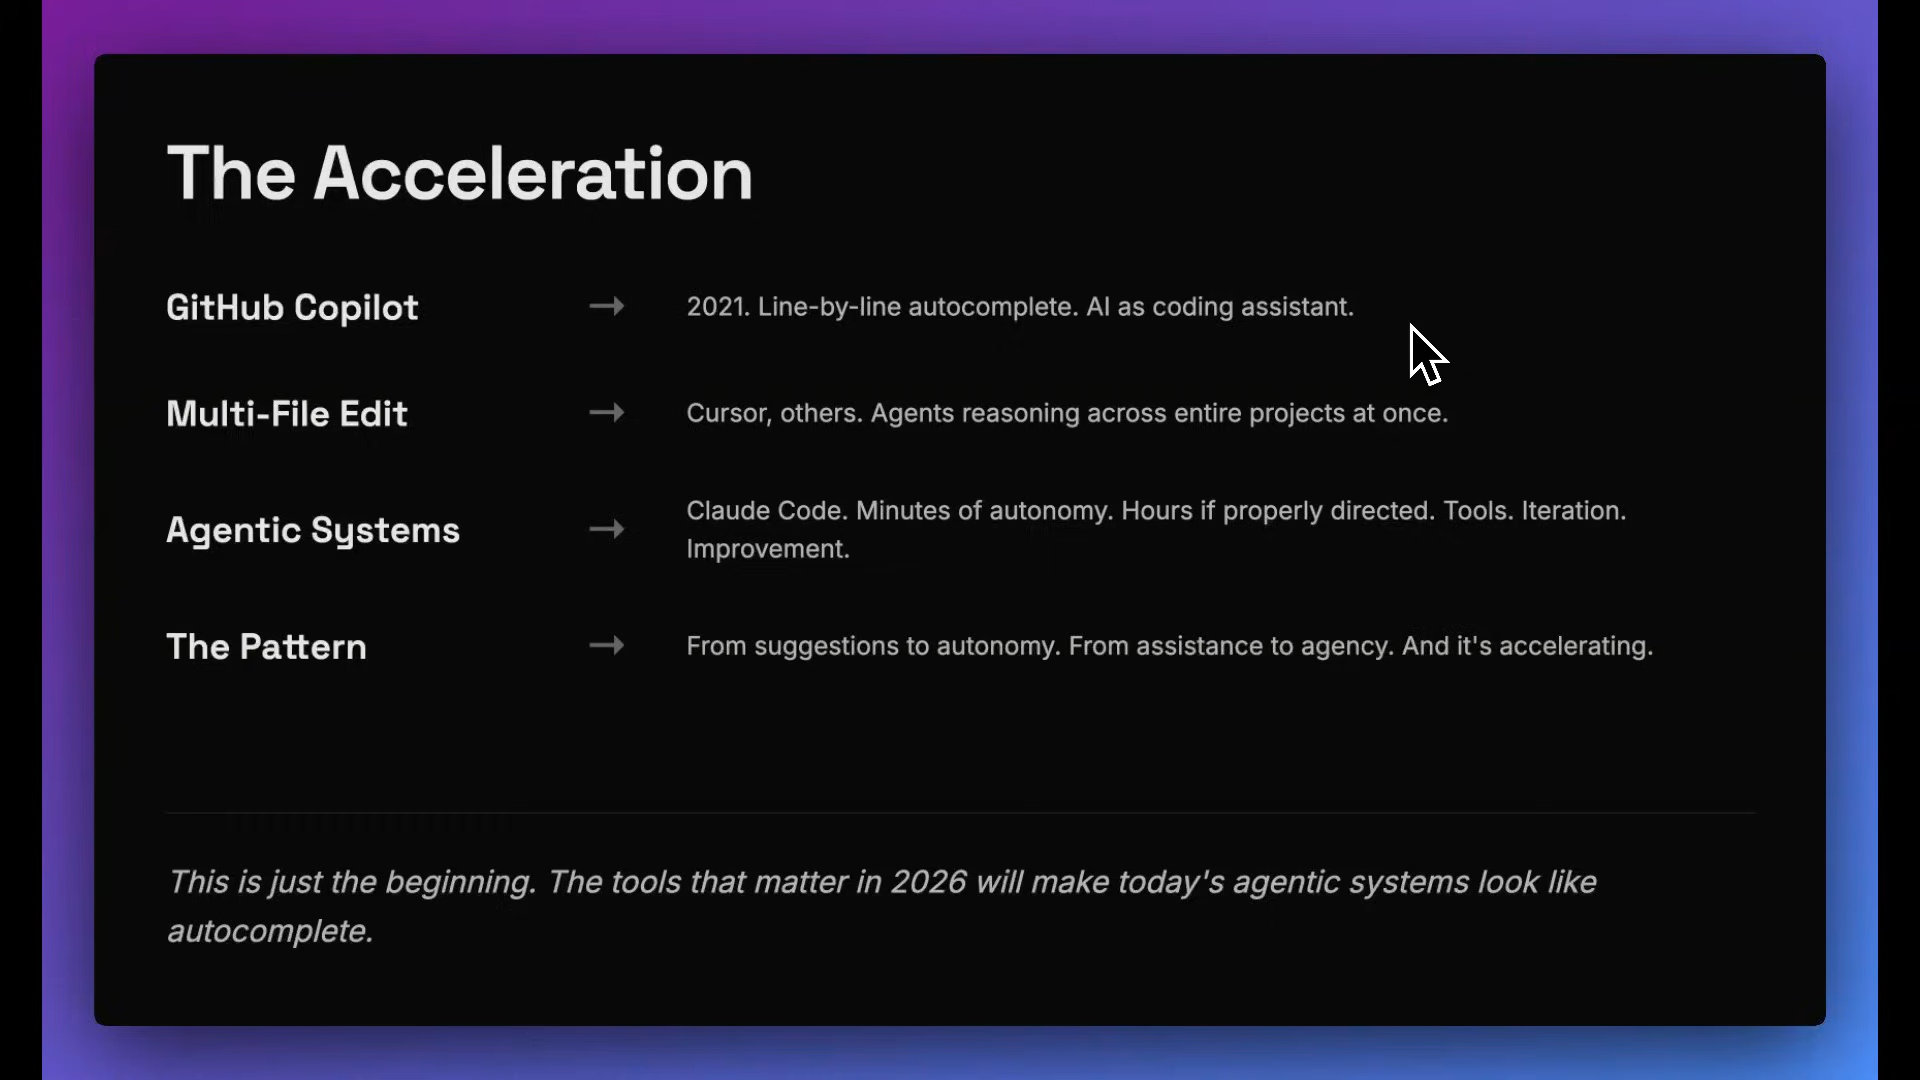 The Acceleration
GitHub Copilot → 2021. Line-by-line autocomplete. AI as coding assistant.
Multi-File Edit → Cursor, others. Agents reasoning across entire projects at once.
Agentic Systems → Claude Code. Minutes of autonomy. Hours if properly directed. Tools. Iteration.
Improvement.
The Pattern → From suggestions to autonomy. From assistance to agency. And it's accelerating.
This is just the beginning. The tools that matter in 2026 will make today's agentic systems look like
autocomplete.